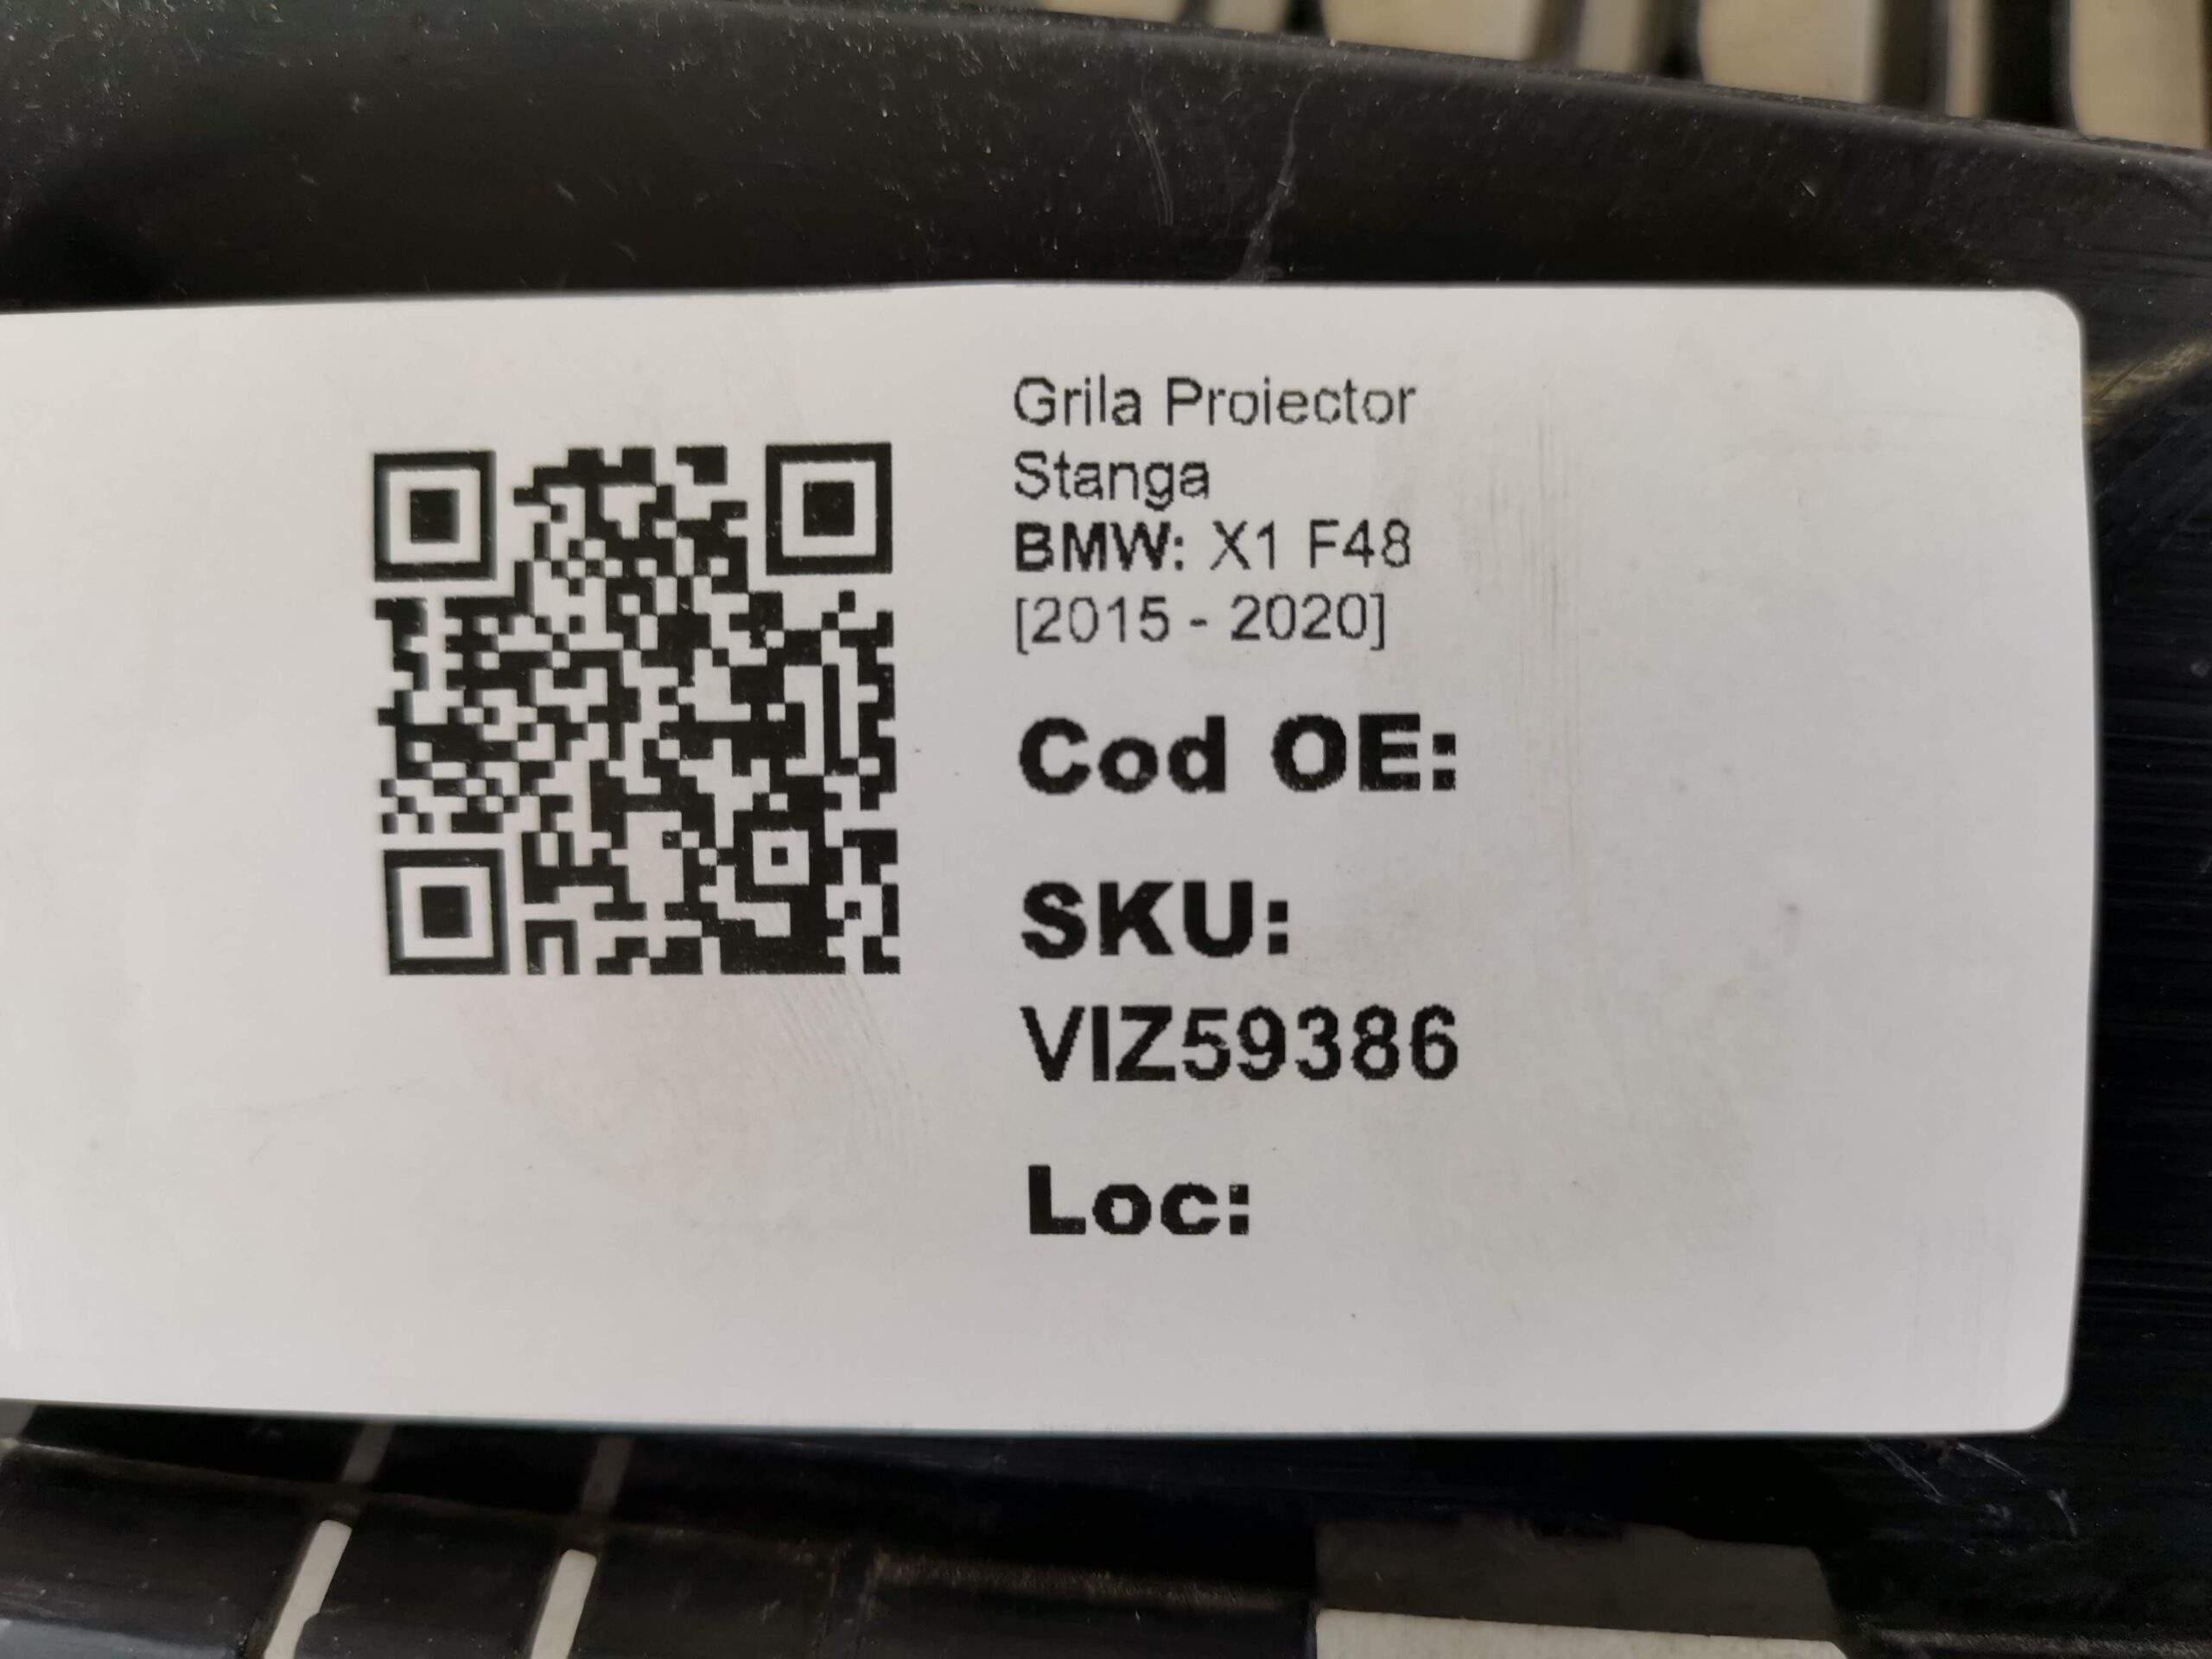 Grila Proiector
Stanga
BMW: X1 F48
[2015 - 2020]
Cod OE:
SKU:
VIZ59386
Loc: